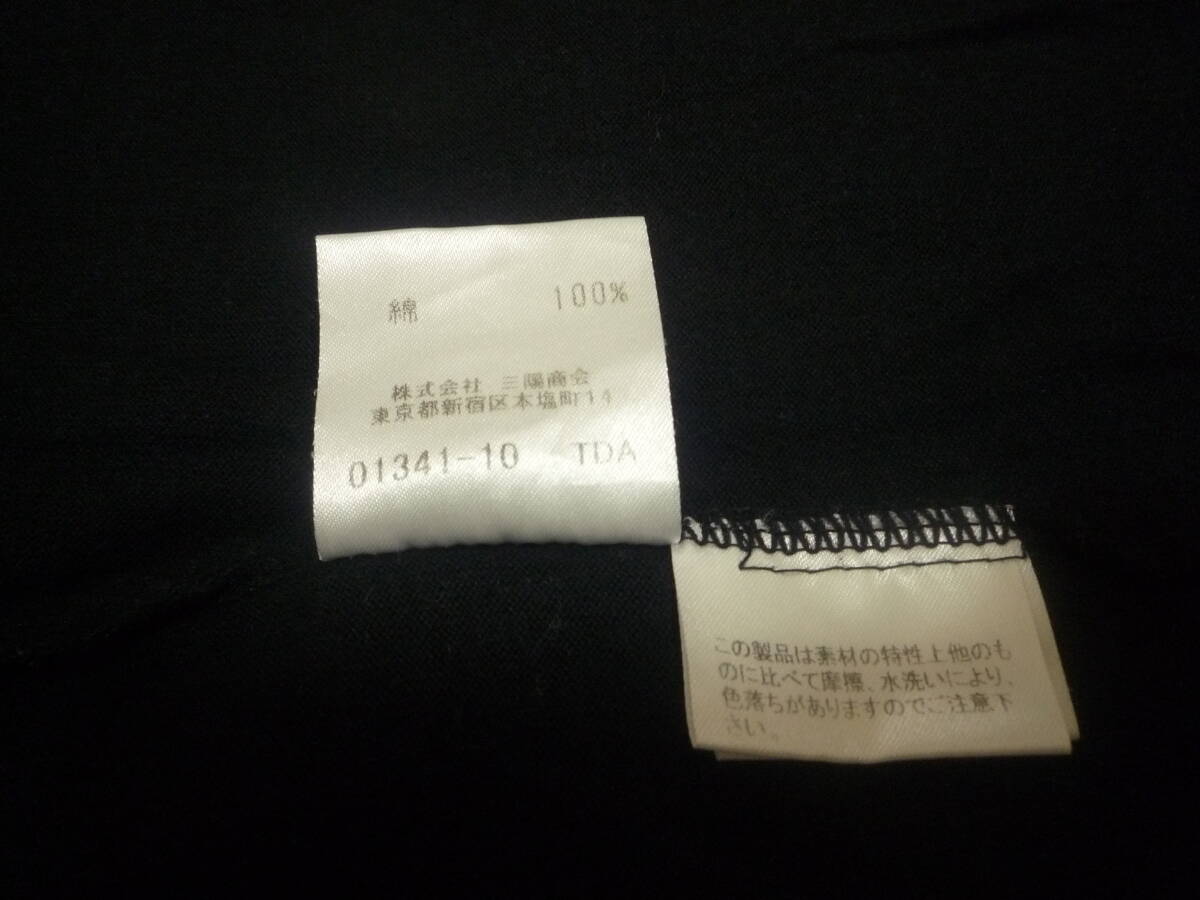 綿 100%
株式会社 三陽商会
東京都新宿区本塩町14
01341-10 TDA
この製品は素材の特性上他のも
のに比べて摩擦、水洗いにより、
色落ちがありますのでご注意下
さい。